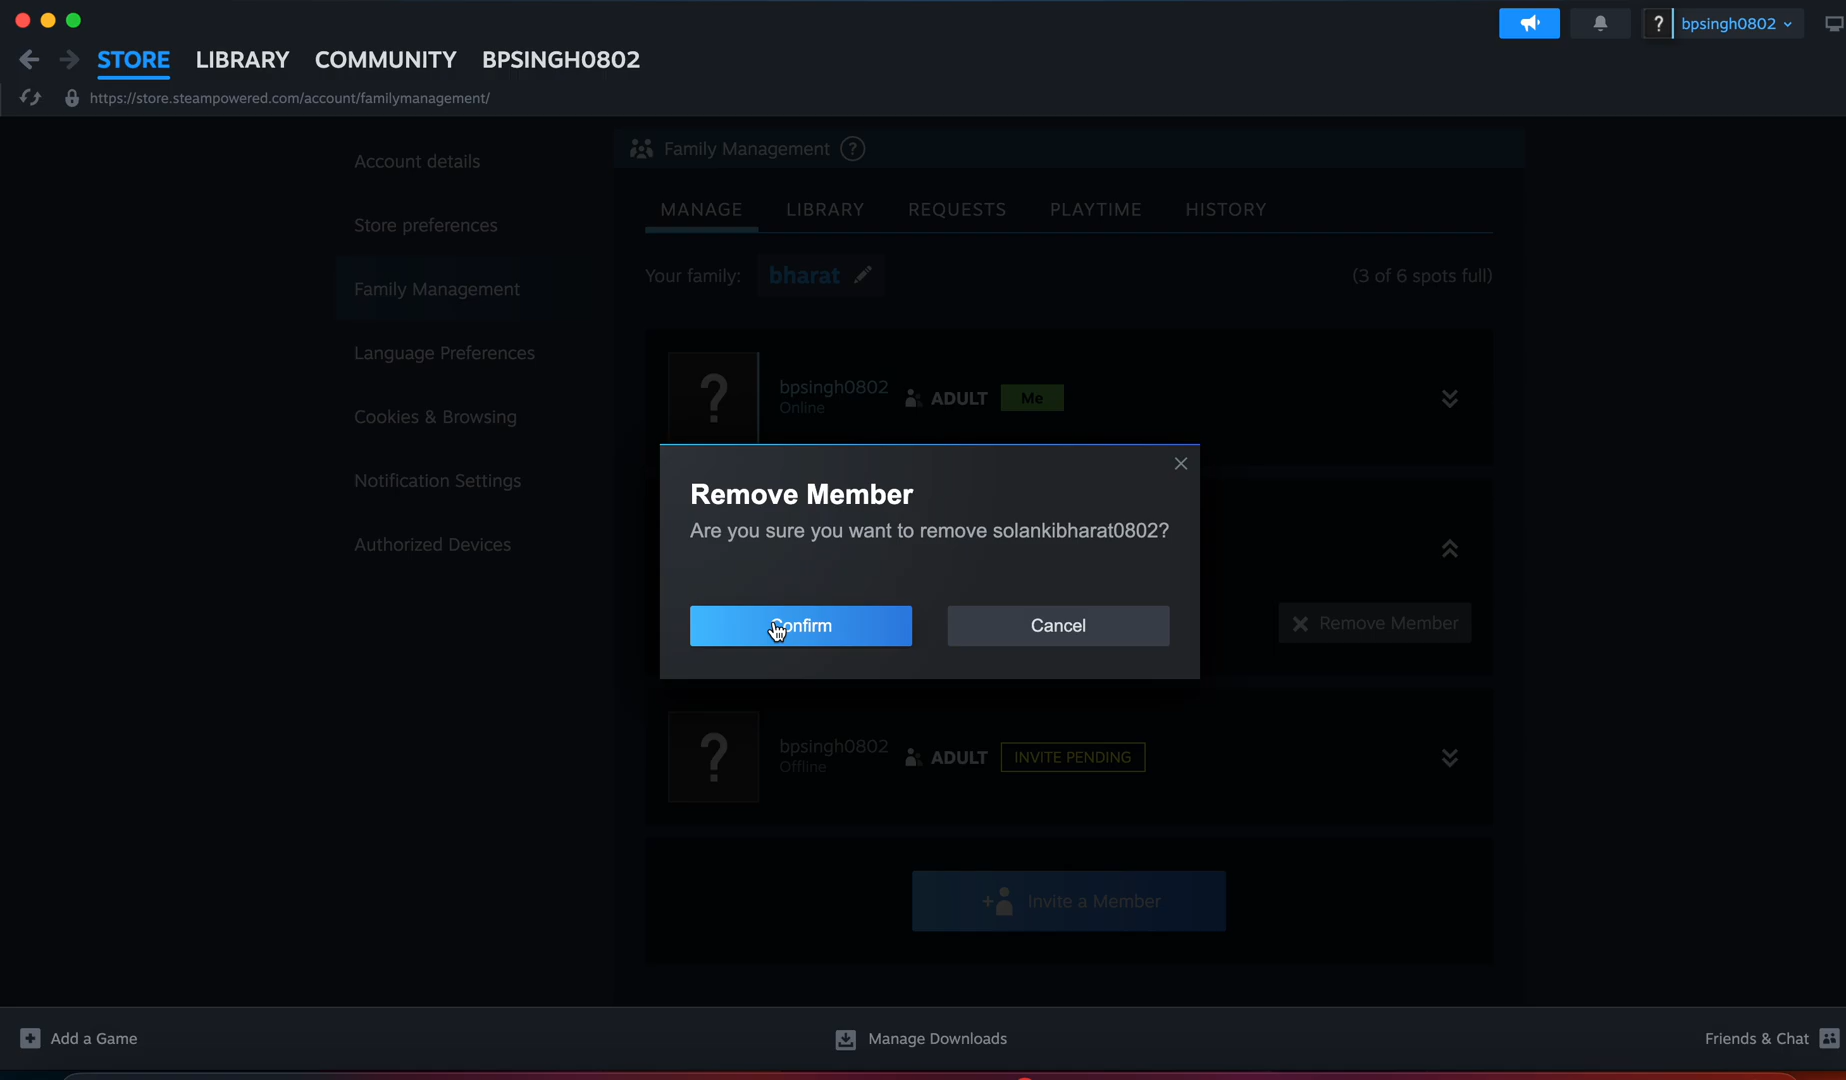 ? bpsingh0802
STORE LIBRARY COMMUNITY BPSINGH0802
https://store.steampowered.com/account/familymanagement/
Account details
Store preferences
Family Management
Language Preferences
Cookies & Browsing
Notification Settings
Authorized Devices
Family Management ?
MANAGE LIBRARY REQUESTS PLAYTIME HISTORY
Your family: bharat (3 of 6 spots full)
?
bpsingh0802
Online
ADULT Me
Remove Member
Are you sure you want to remove solankibharat0802?
Confirm Cancel
Remove Member
?
bpsingh0802
Offline
ADULT INVITE PENDING
Invite a Member
Add a Game Manage Downloads Friends & Chat